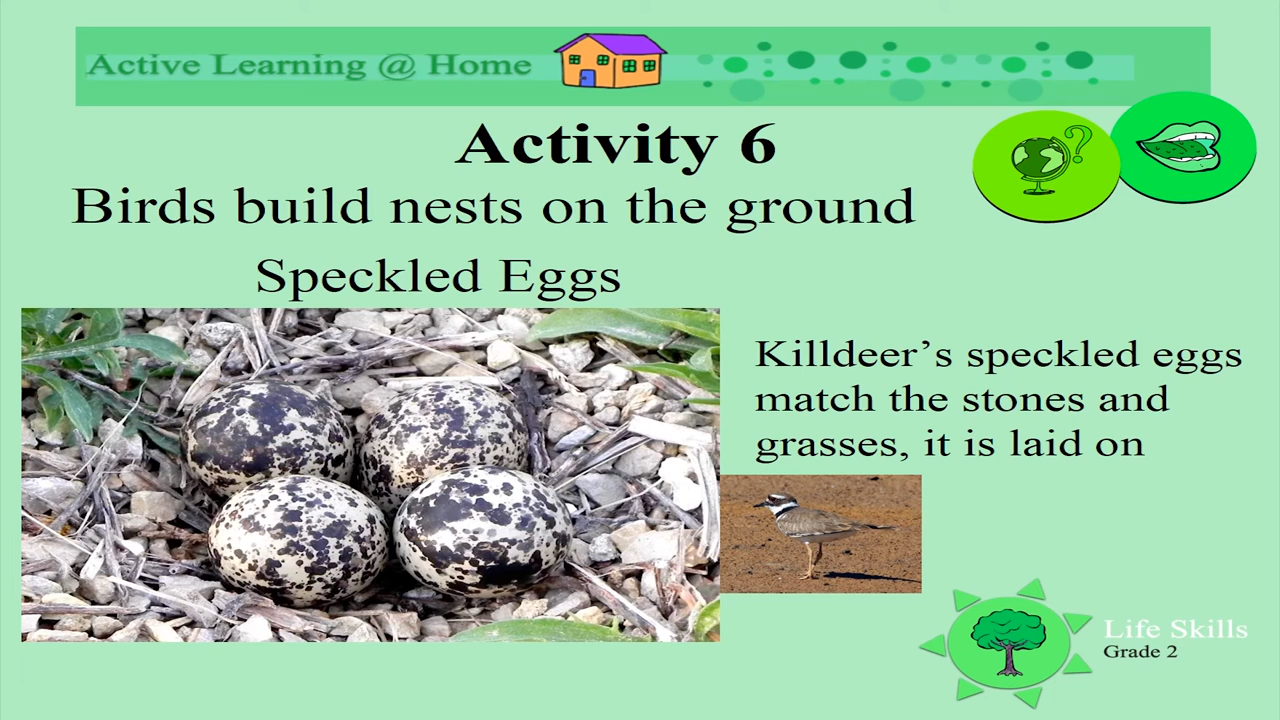 Active Learning @ Home
Activity 6
Birds build nests on the ground
Speckled Eggs
Killdeer’s speckled eggs
match the stones and
grasses, it is laid on
Life Skills
Grade 2